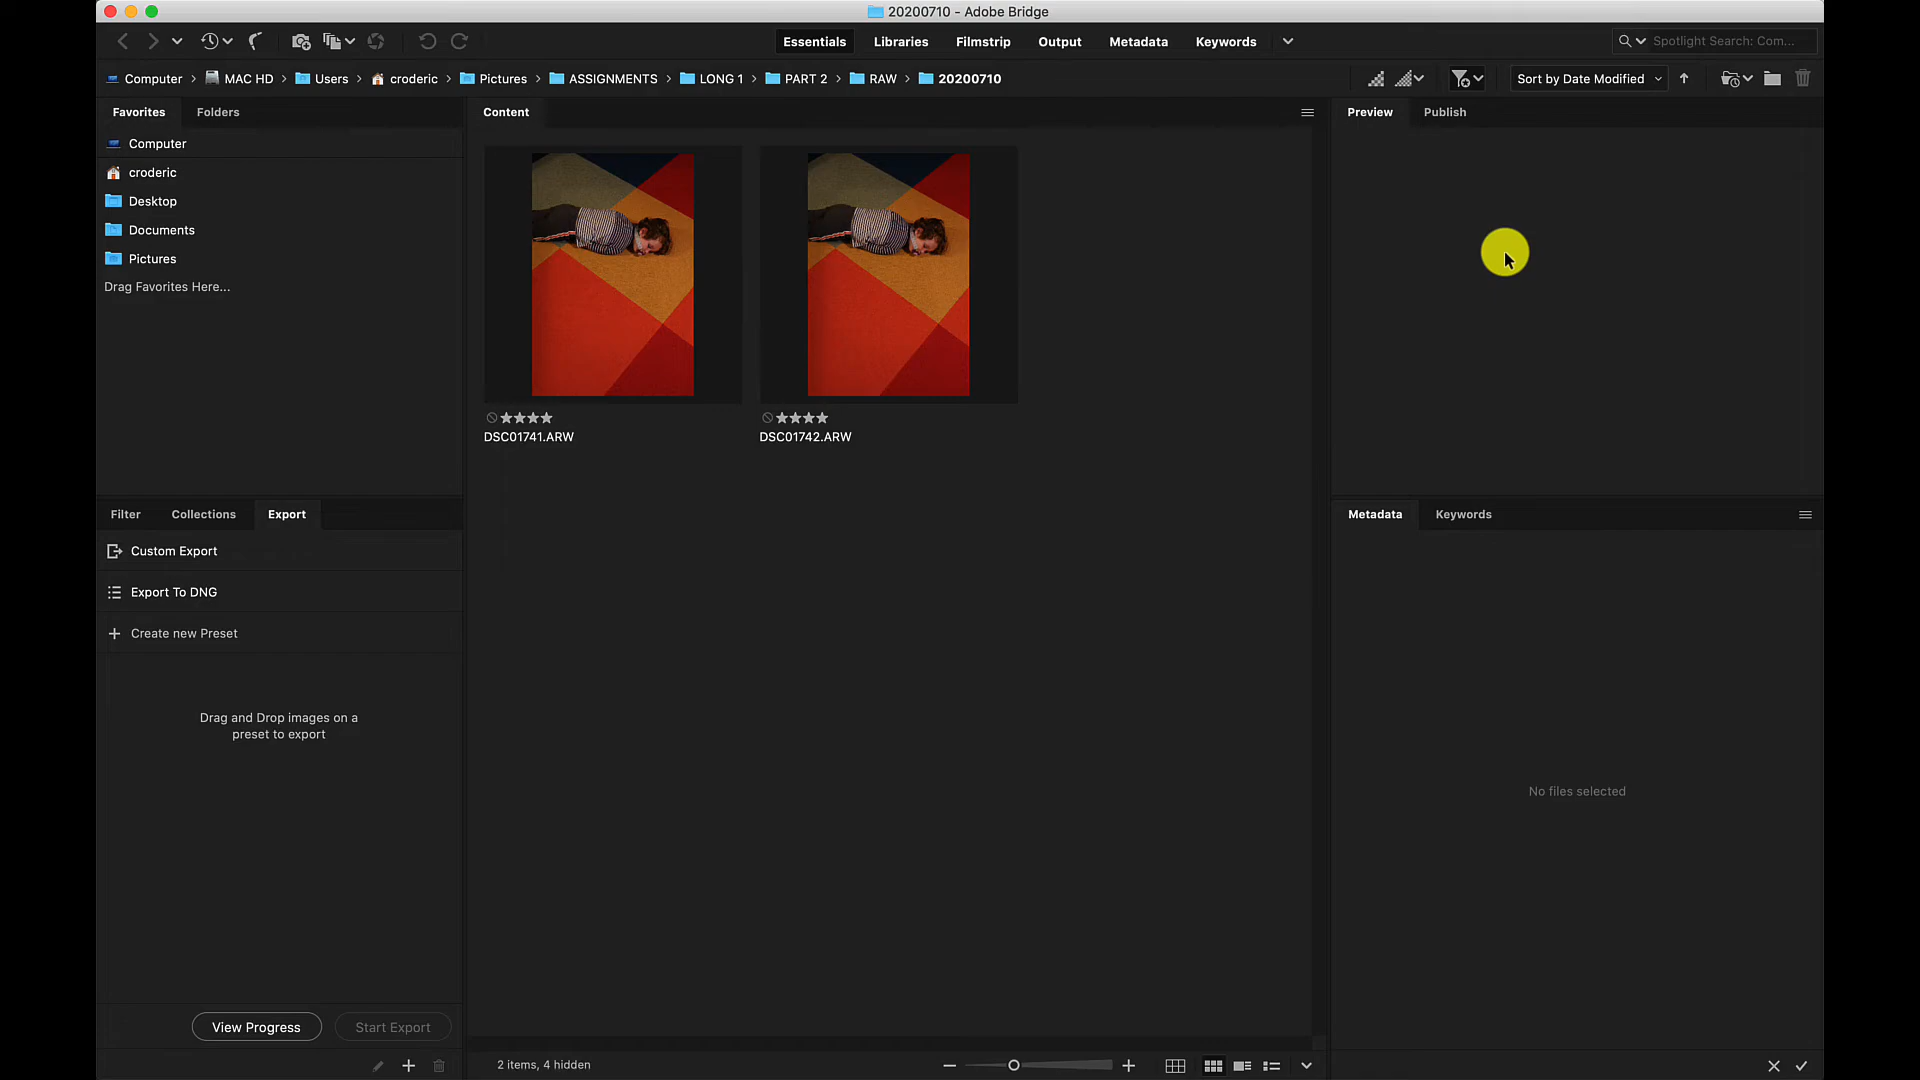 20200710 - Adobe Bridge
Essentials
Libraries
Filmstrip
Output
Metadata
Keywords
Spotlight Search: Com...
Computer
MAC HD
Users
croderic
Pictures
ASSIGNMENTS
LONG 1
PART 2
RAW
20200710
Sort by Date Modified
Favorites
Folders
Computer
croderic
Desktop
Documents
Pictures
Drag Favorites Here...
Content
DSC01741.ARW
DSC01742.ARW
Preview
Publish
Filter
Collections
Export
Custom Export
Export To DNG
Create new Preset
Drag and Drop images on a
preset to export
View Progress
Start Export
2 items, 4 hidden
Metadata
Keywords
No files selected